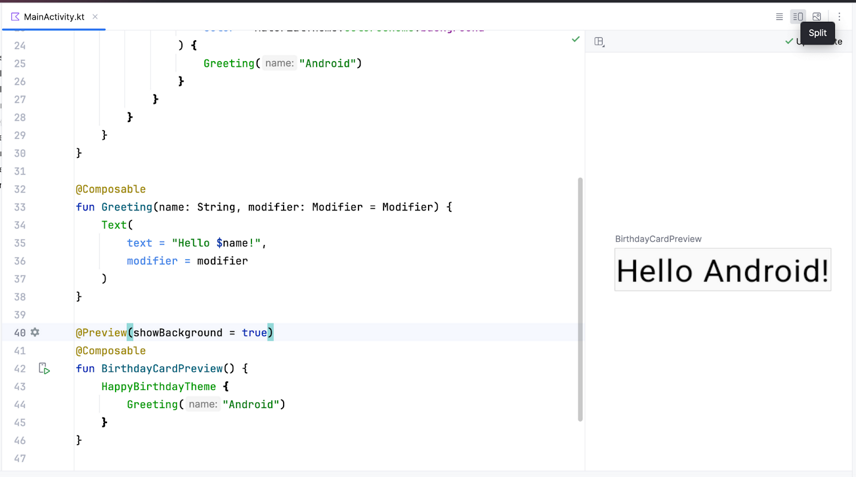 MainActivity.kt
Split
24 ) {
25 Greeting( name: "Android")
26 }
27 }
28 }
29 }
30 }
31
32 @Composable
33 fun Greeting(name: String, modifier: Modifier = Modifier) {
34 Text(
35 text = "Hello $name!",
36 modifier = modifier
37 )
38 }
39
40 @Preview(showBackground = true)
41 @Composable
42 fun BirthdayCardPreview() {
43 HappyBirthdayTheme {
44 Greeting( name: "Android")
45 }
46 }
47
BirthdayCardPreview
Hello Android!